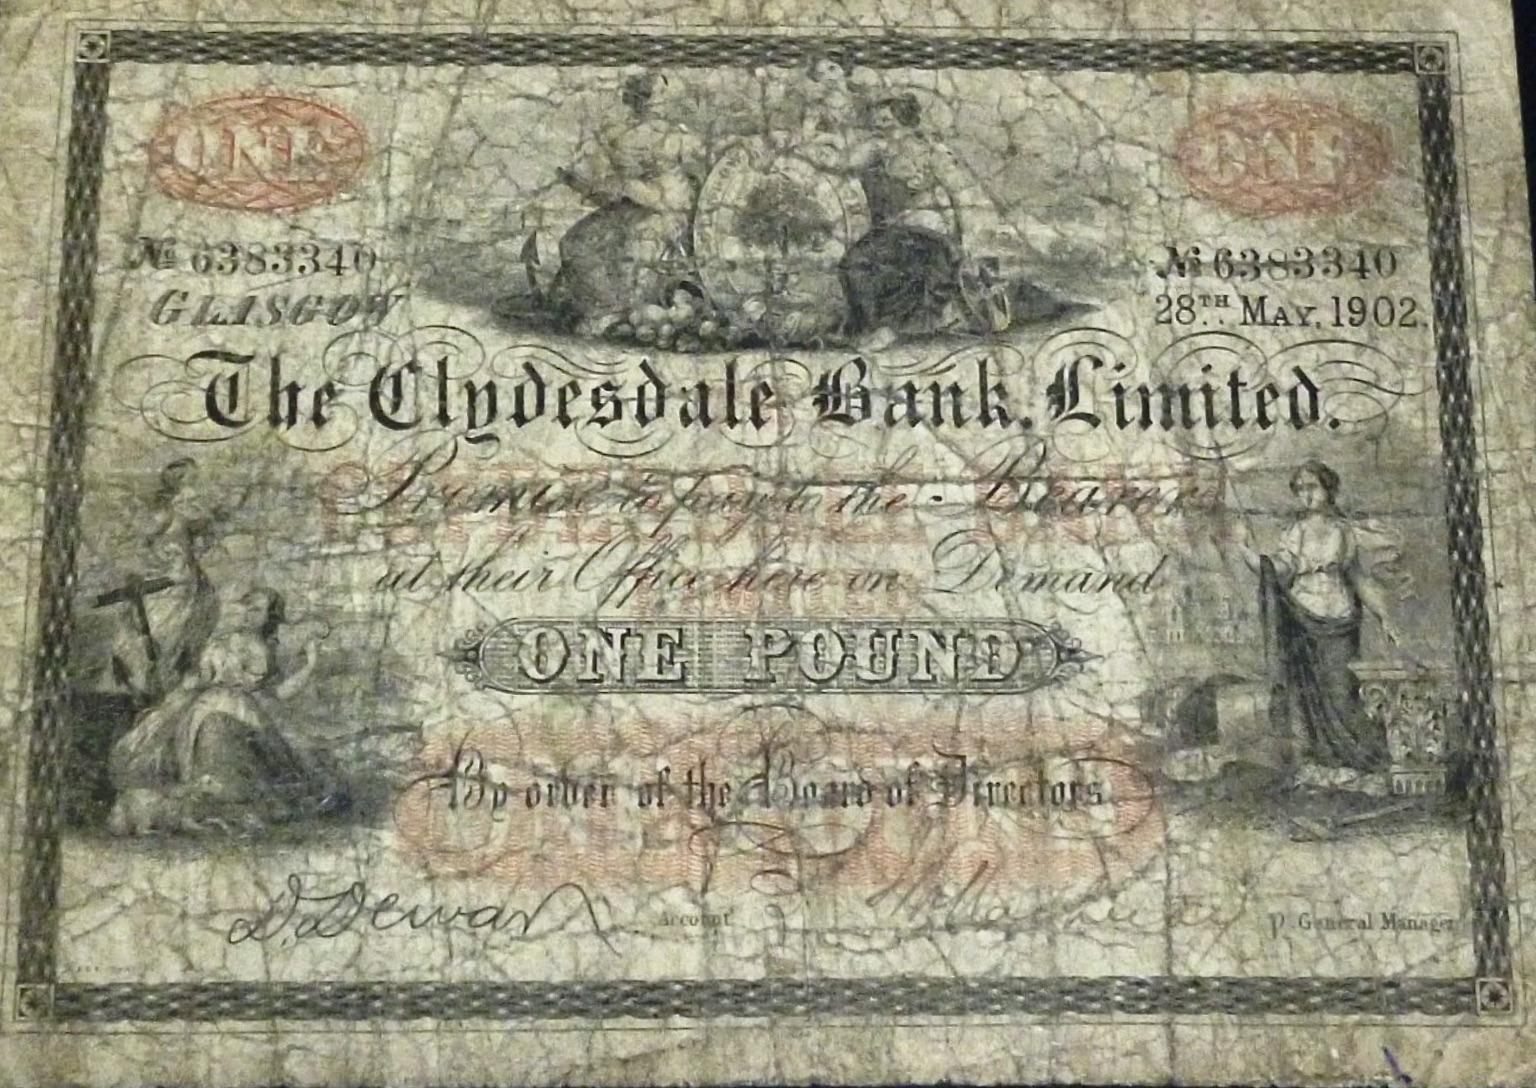 ONE ONE
№ 6383340 № 6383340
GLASGOW 28TH MAY, 1902.
The Clydesdale Bank, Limited.
Promise to pay to the Bearer
at their Office here on Demand
ONE POUND
By order of the Board of Directors
D. Dewar Account. p. General Manager